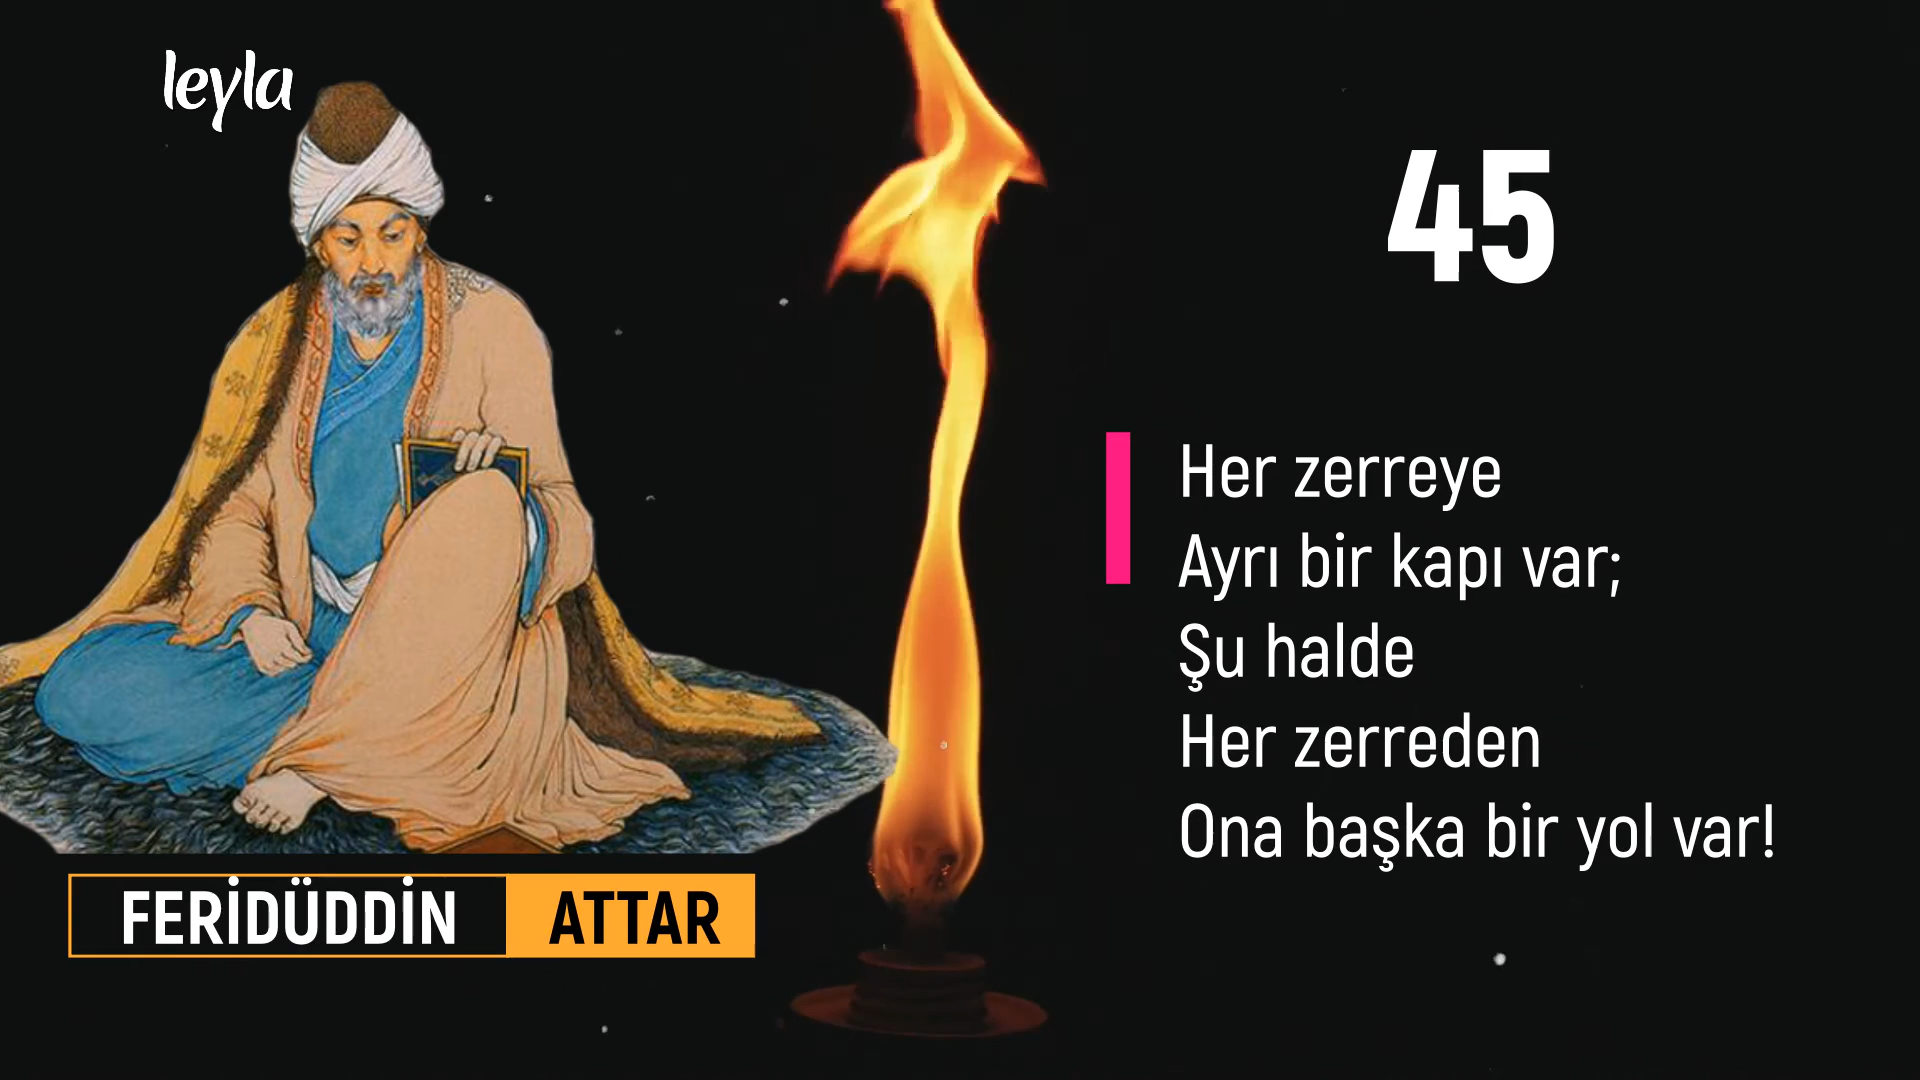 leyla
45
Her zerreye
Ayrı bir kapı var;
Şu halde
Her zerreden
Ona başka bir yol var!
FERİDÜDDİN ATTAR